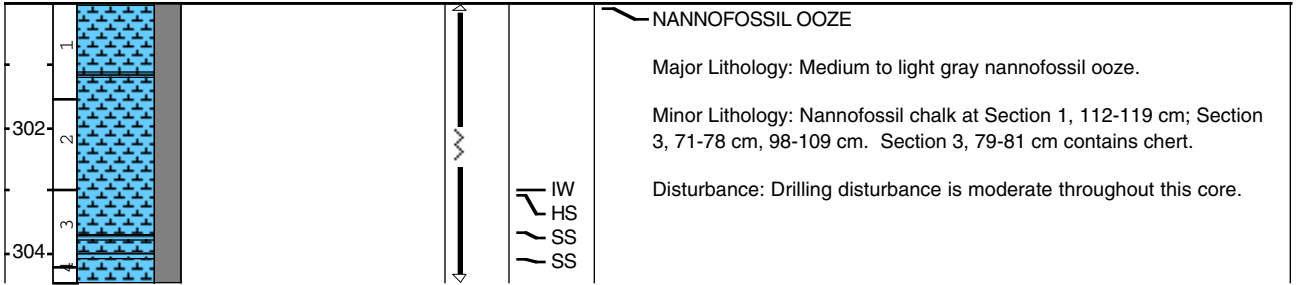 1
2
3
4
302
304
IW
HS
SS
SS
NANNOFOSSIL OOZE
Major Lithology: Medium to light gray nannofossil ooze.
Minor Lithology: Nannofossil chalk at Section 1, 112-119 cm; Section
3, 71-78 cm, 98-109 cm.  Section 3, 79-81 cm contains chert.
Disturbance: Drilling disturbance is moderate throughout this core.